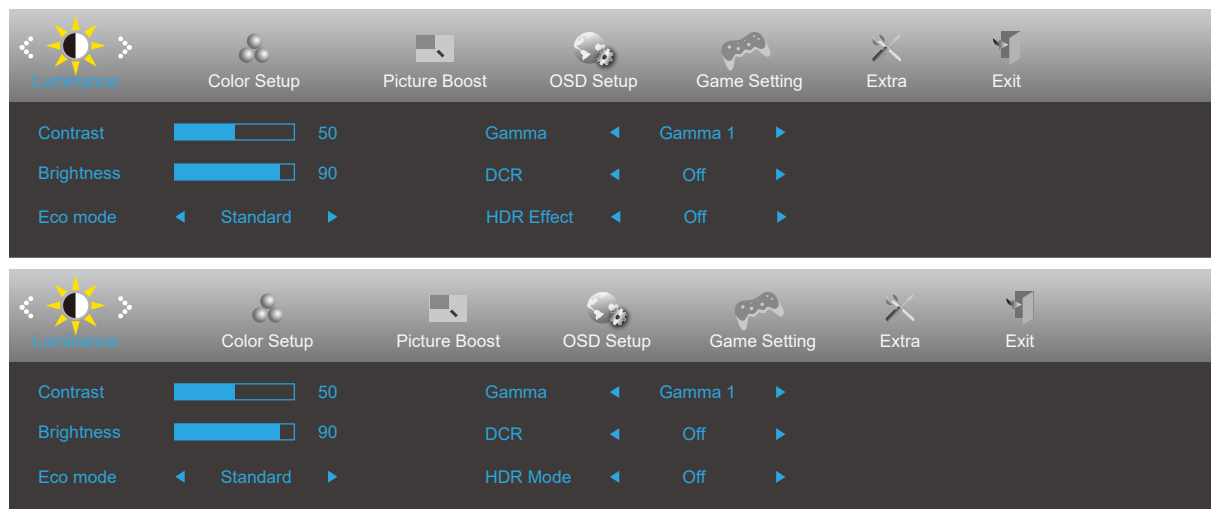 Luminance Color Setup Picture Boost OSD Setup Game Setting Extra Exit
Contrast 50 Gamma Gamma 1
Brightness 90 DCR Off
Eco mode Standard HDR Effect Off
Luminance Color Setup Picture Boost OSD Setup Game Setting Extra Exit
Contrast 50 Gamma Gamma 1
Brightness 90 DCR Off
Eco mode Standard HDR Mode Off